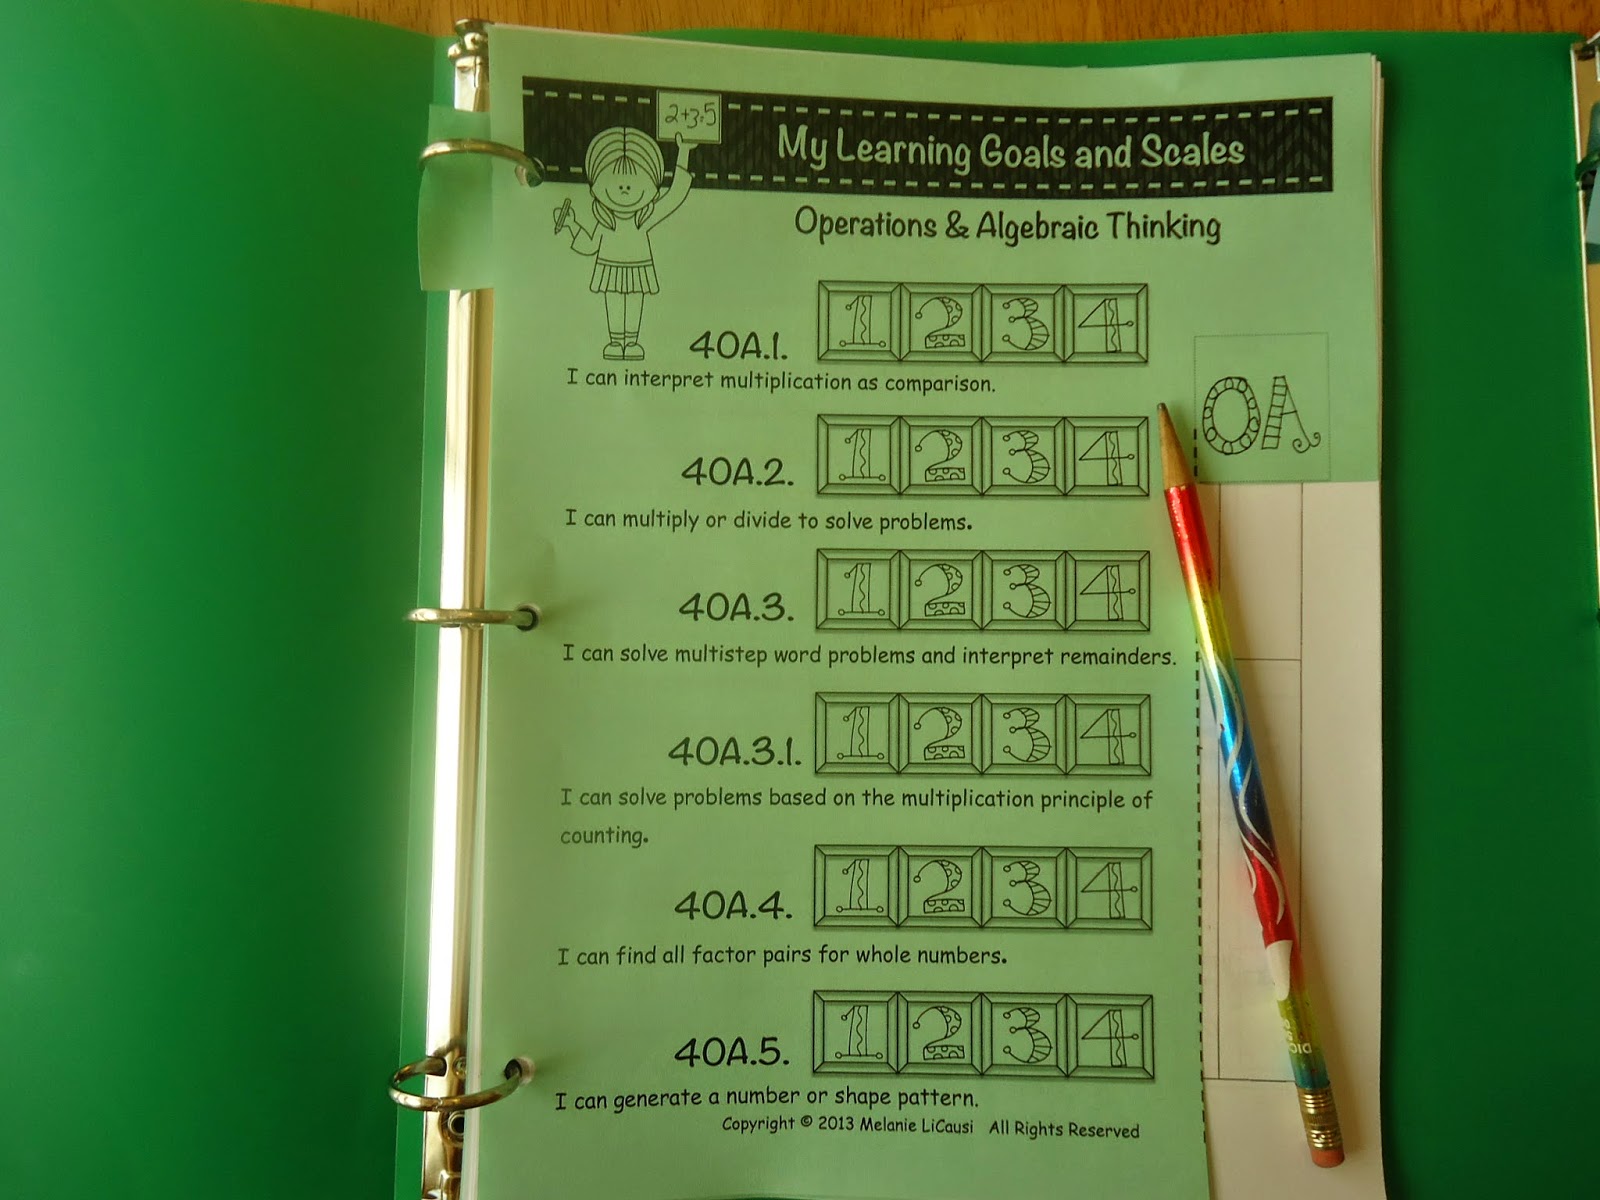 2+3=5
My Learning Goals and Scales
Operations & Algebraic Thinking
4OA.1.
1 2 3 4
I can interpret multiplication as comparison.
OA
4OA.2.
1 2 3 4
I can multiply or divide to solve problems.
4OA.3.
1 2 3 4
I can solve multistep word problems and interpret remainders.
4OA.3.1.
1 2 3 4
I can solve problems based on the multiplication principle of
counting.
4OA.4.
1 2 3 4
I can find all factor pairs for whole numbers.
4OA.5.
1 2 3 4
I can generate a number or shape pattern.
Copyright © 2013 Melanie LiCausi All Rights Reserved